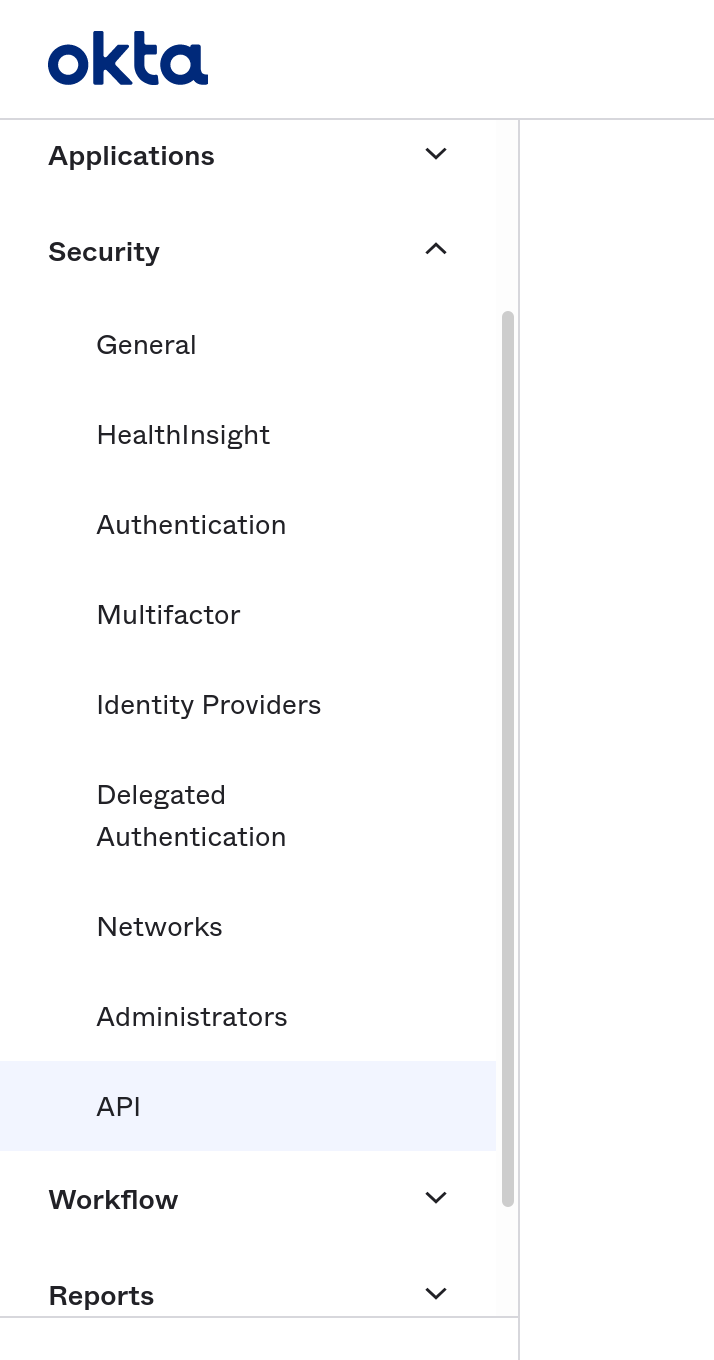 okta
Applications
Security
General
HealthInsight
Authentication
Multifactor
Identity Providers
Delegated
Authentication
Networks
Administrators
API
Workflow
Reports